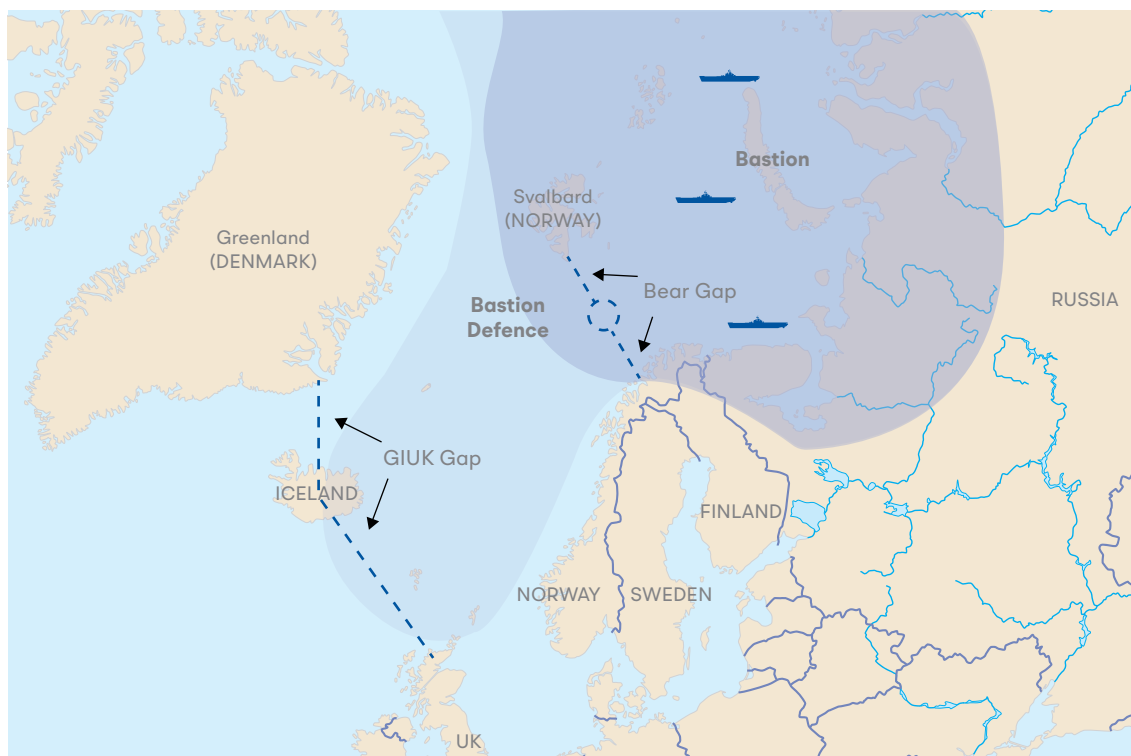 Bastion
Svalbard
(NORWAY)
Greenland
(DENMARK)
Bear Gap
RUSSIA
Bastion
Defence
GIUK Gap
ICELAND
FINLAND
NORWAY
SWEDEN
UK